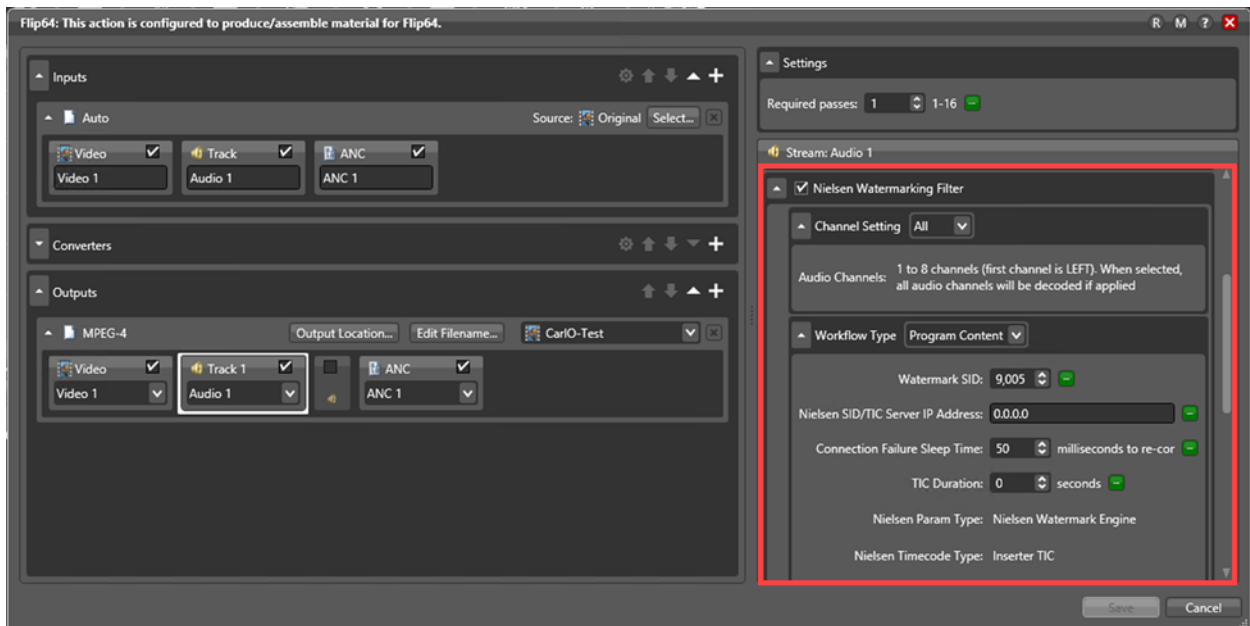 Flip64: This action is configured to produce/assemble material for Flip64.
R M ?
Inputs
Auto
Source: Original Select...
Video
Track
ANC
Video 1
Audio 1
ANC 1
Converters
Outputs
MPEG-4
Output Location...
Edit Filename...
CarlO-Test
Video
Track 1
ANC
Video 1
Audio 1
ANC 1
Settings
Required passes: 1 1-16
Stream: Audio 1
Nielsen Watermarking Filter
Channel Setting All
Audio Channels: 1 to 8 channels (first channel is LEFT). When selected,
all audio channels will be decoded if applied
Workflow Type Program Content
Watermark SID: 9,005
Nielsen SID/TIC Server IP Address: 0.0.0.0
Connection Failure Sleep Time: 50 milliseconds to re-cor
TIC Duration: 0 seconds
Nielsen Param Type: Nielsen Watermark Engine
Nielsen Timecode Type: Inserter TIC
Save
Cancel